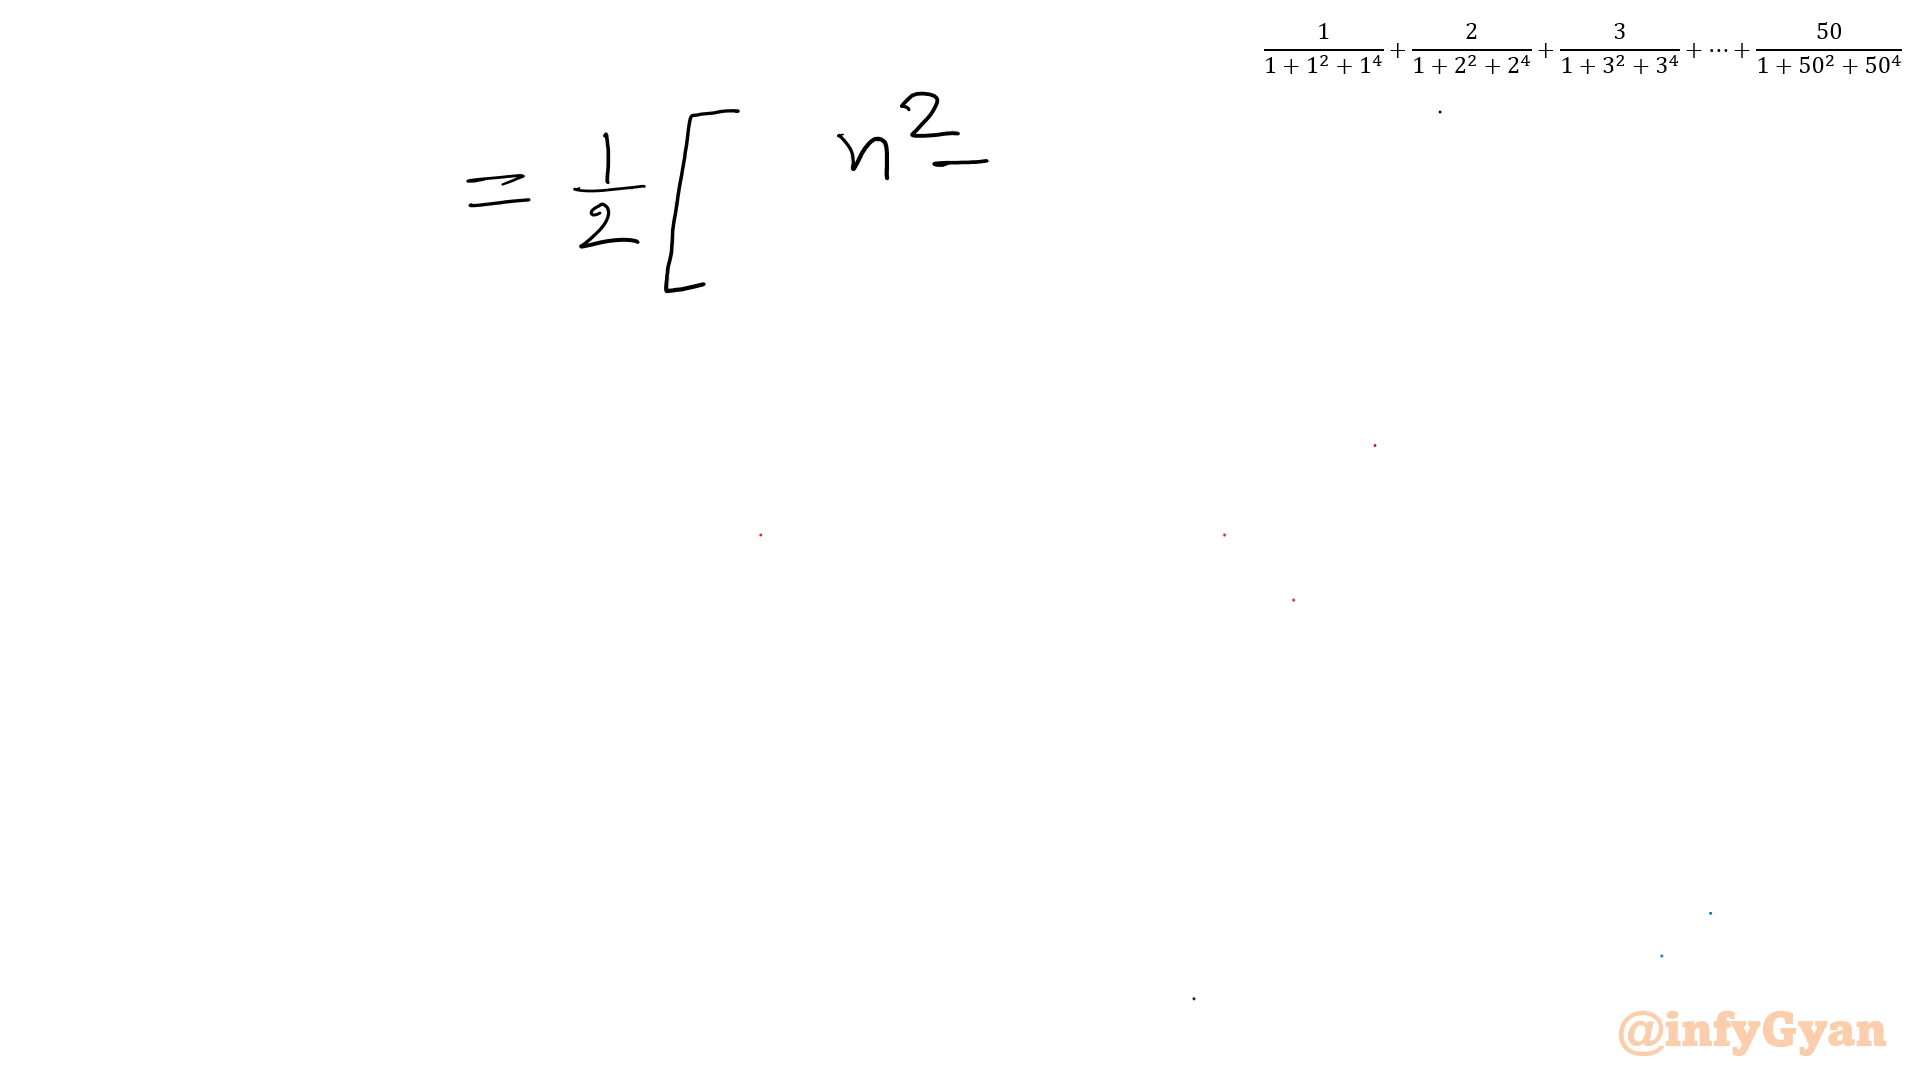 1/(1 + 1² + 1⁴) + 2/(1 + 2² + 2⁴) + 3/(1 + 3² + 3⁴) + ⋯ + 50/(1 + 50² + 50⁴)
= 1/2 [ n² −
@infyGyan